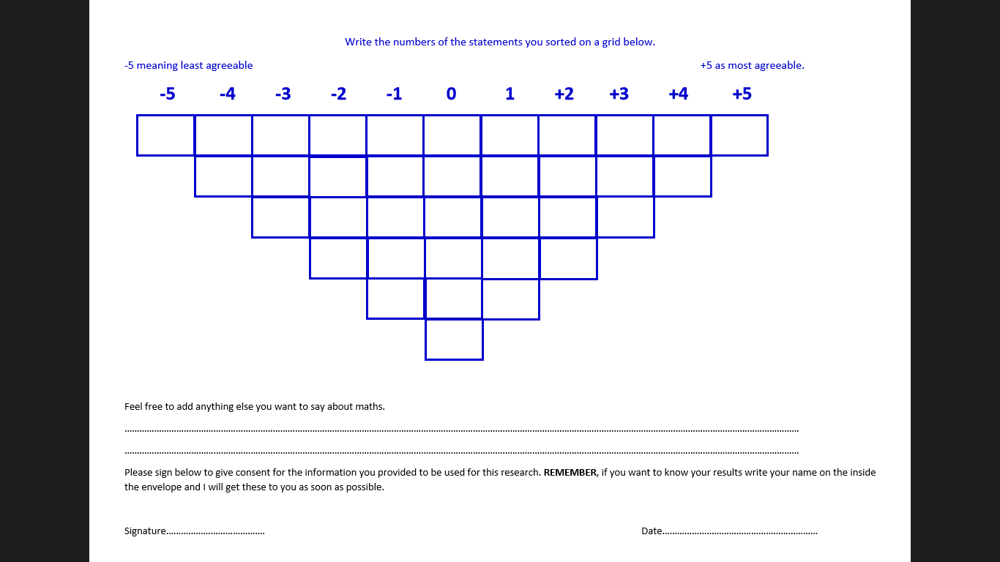 Write the numbers of the statements you sorted on a grid below.
-5 meaning least agreeable +5 as most agreeable.
-5 -4 -3 -2 -1 0 1 +2 +3 +4 +5
Feel free to add anything else you want to say about maths.
Please sign below to give consent for the information you provided to be used for this research. REMEMBER, if you want to know your results write your name on the inside
the envelope and I will get these to you as soon as possible.
Signature........................................ Date...............................................................